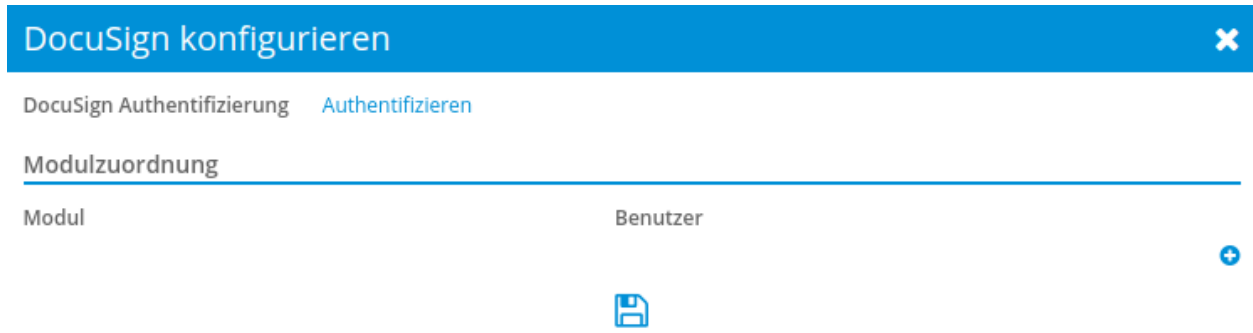 DocuSign konfigurieren
DocuSign Authentifizierung Authentifizieren
Modulzuordnung
Modul Benutzer